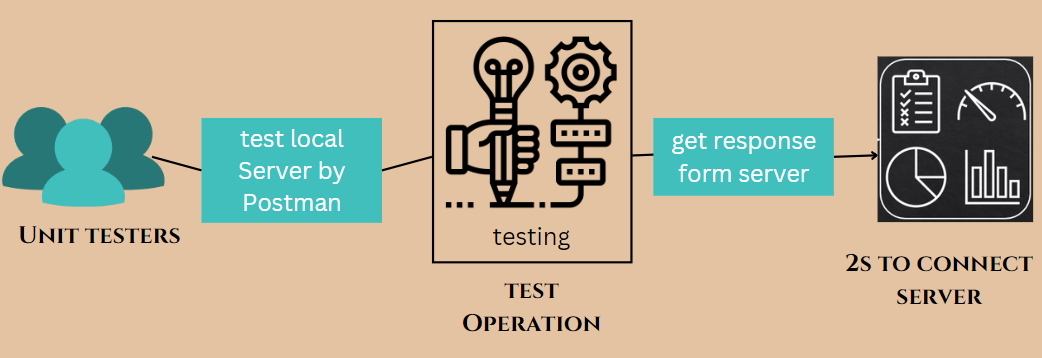 test local
Server by
Postman
UNIT TESTERS
testing
TEST
OPERATION
get response
form server
2S TO CONNECT
SERVER